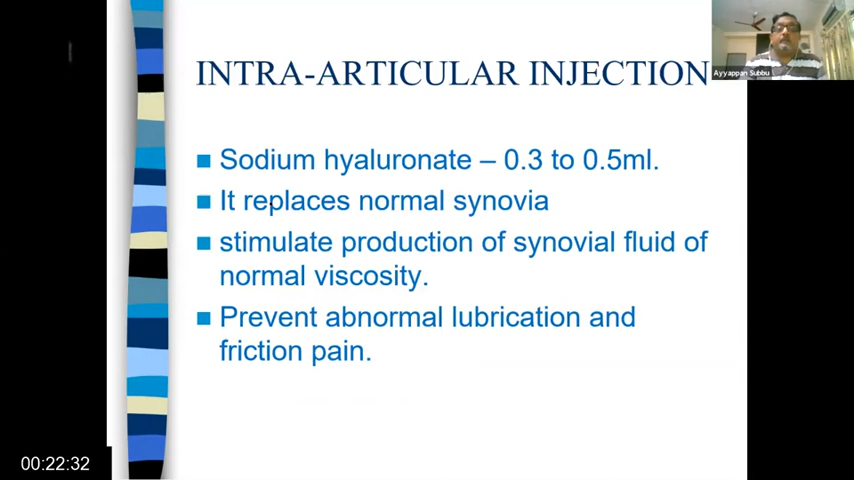 INTRA-ARTICULAR INJECTION
Ayyappan Subbu
Sodium hyaluronate – 0.3 to 0.5ml.
It replaces normal synovia
stimulate production of synovial fluid of
normal viscosity.
Prevent abnormal lubrication and
friction pain.
00:22:32